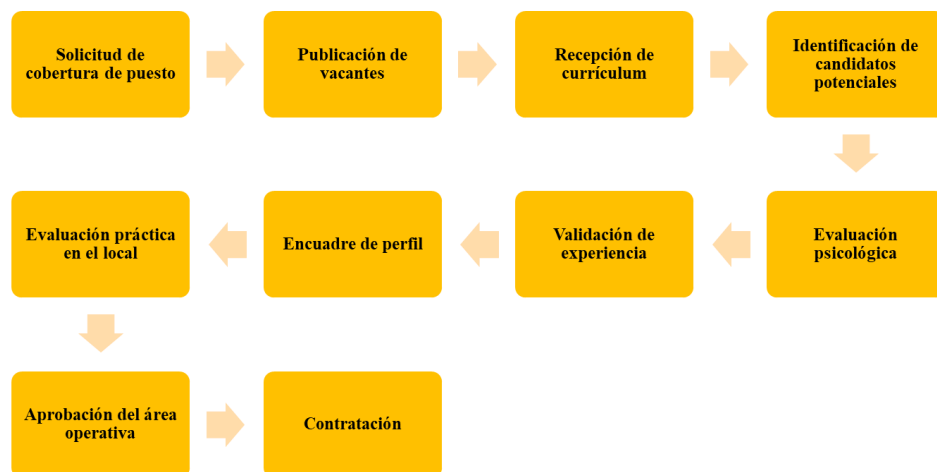 Solicitud de
cobertura de puesto
Publicación de
vacantes
Recepción de
currículum
Identificación de
candidatos
potenciales
Evaluación
psicológica
Validación de
experiencia
Encuadre de perfil
Evaluación práctica
en el local
Aprobación del área
operativa
Contratación